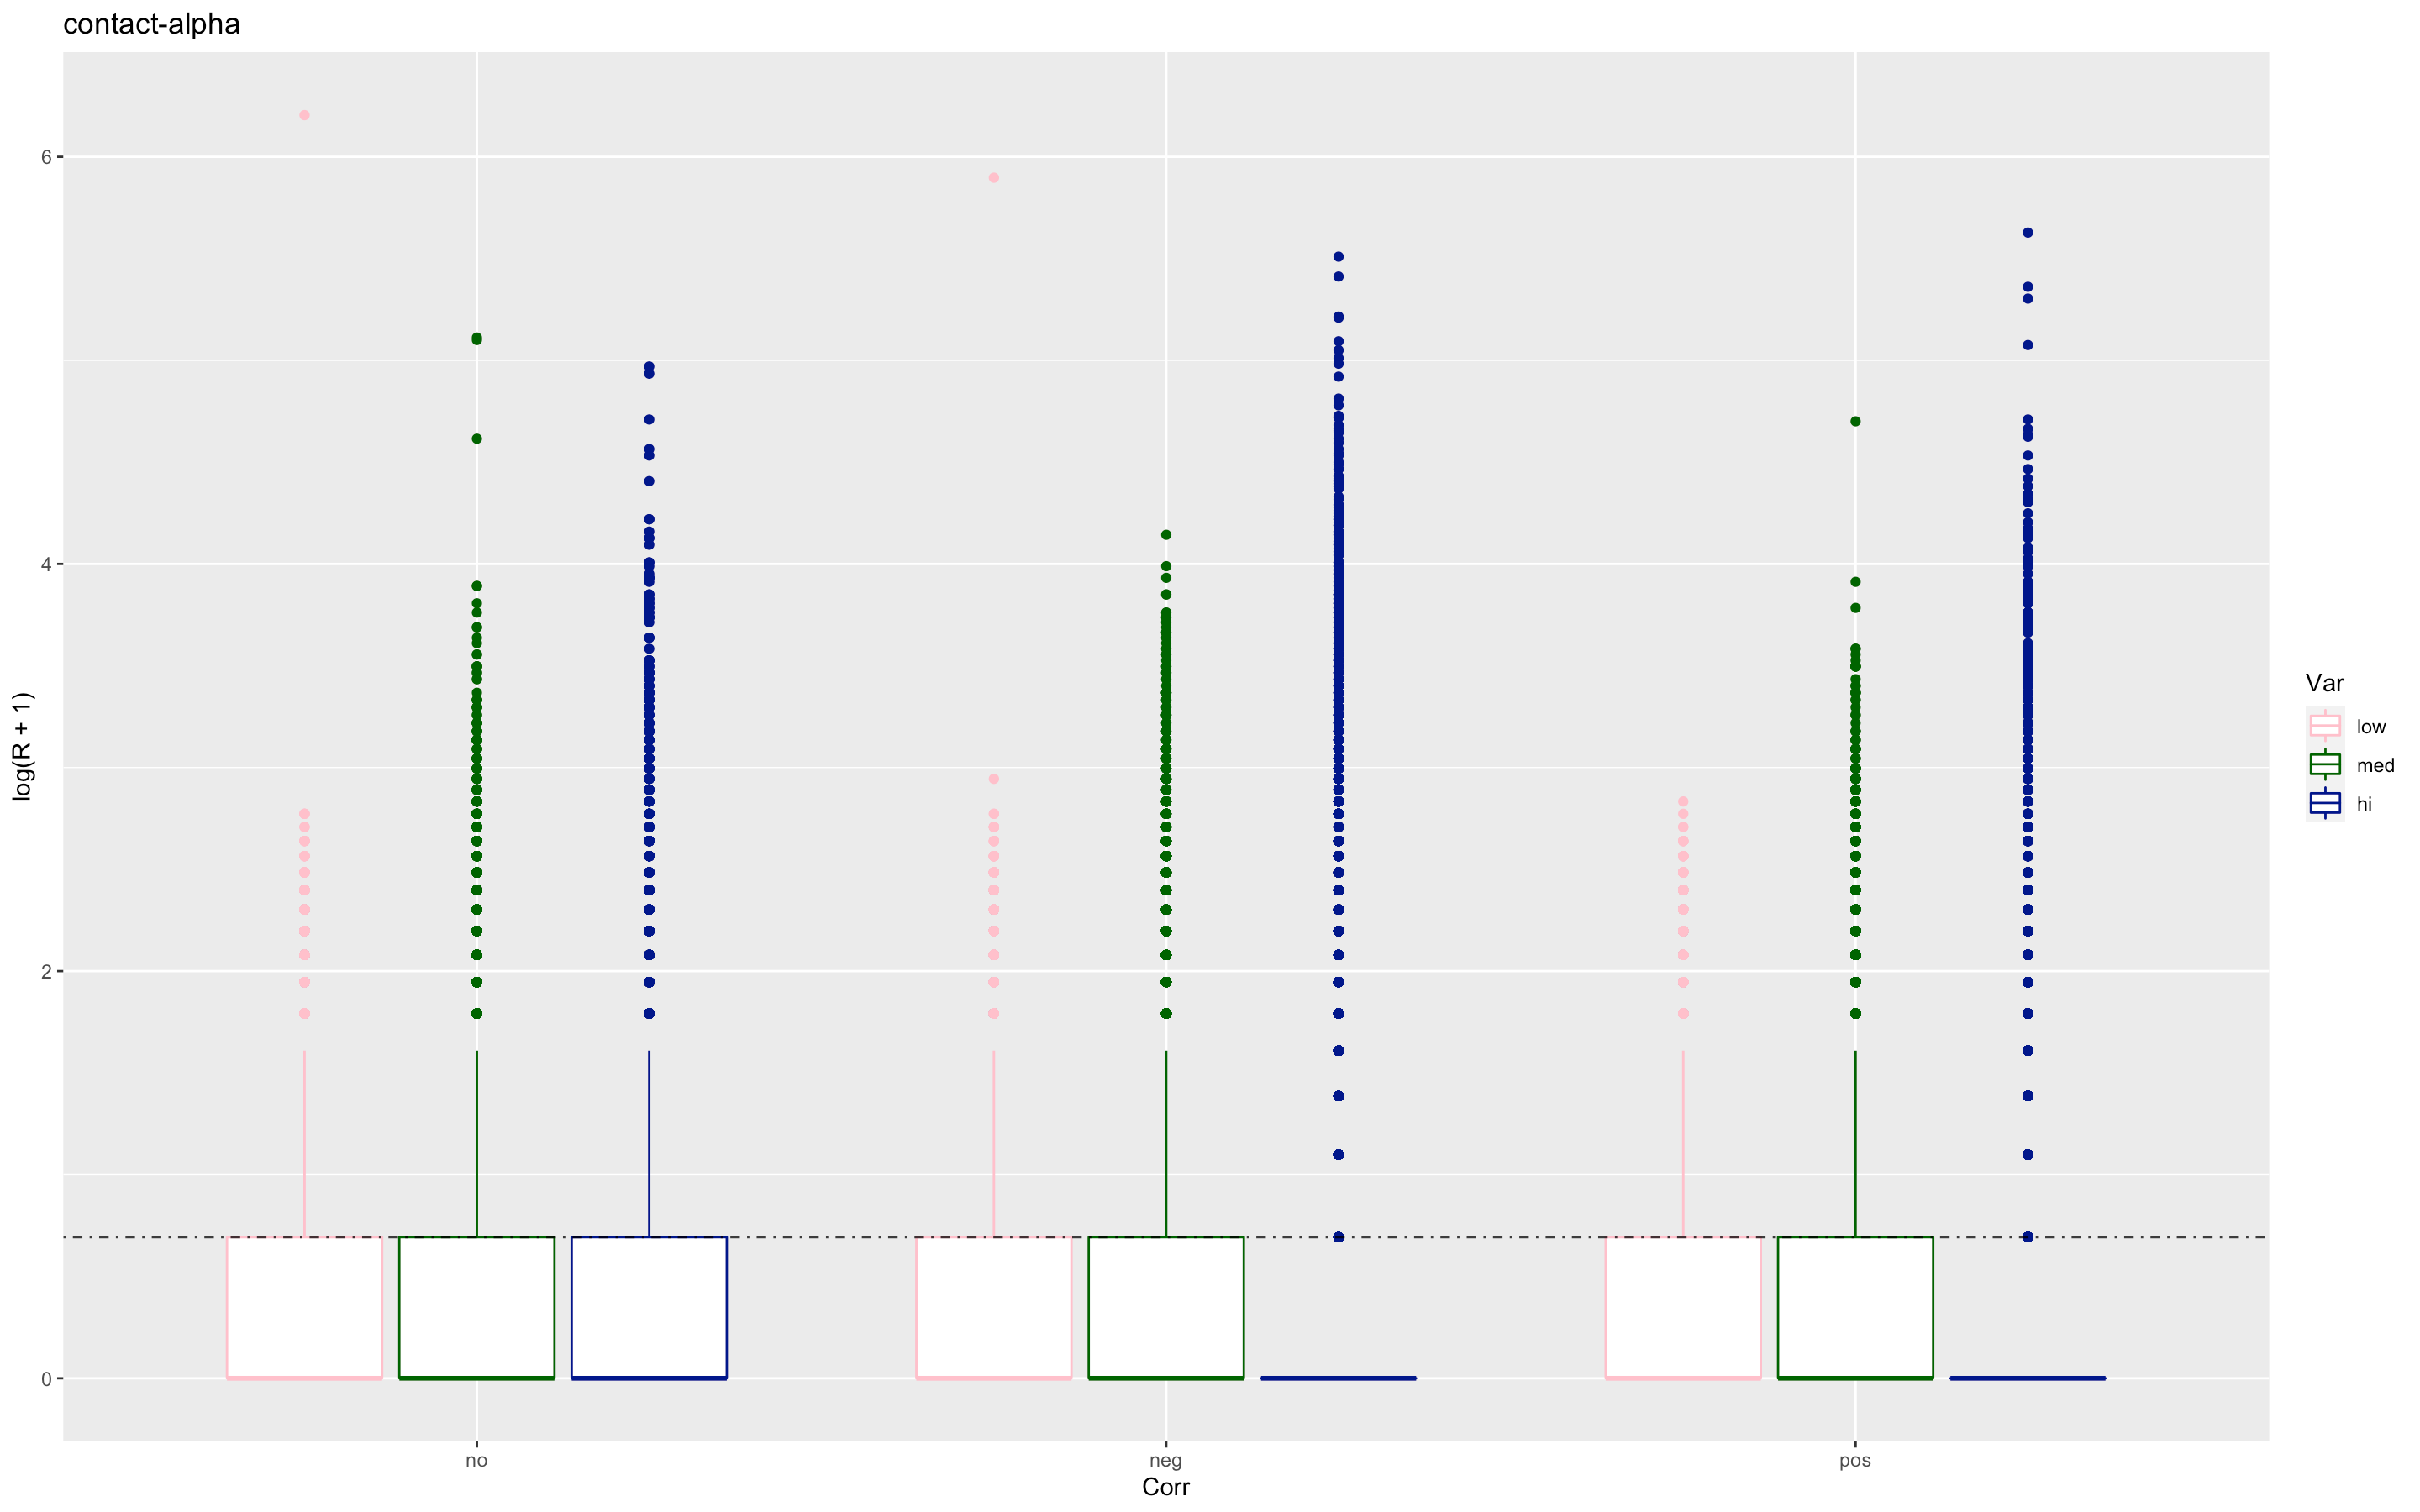 contact-alpha
6
4
2
0
log(R + 1)
no
neg
pos
Corr
Var
low
med
hi